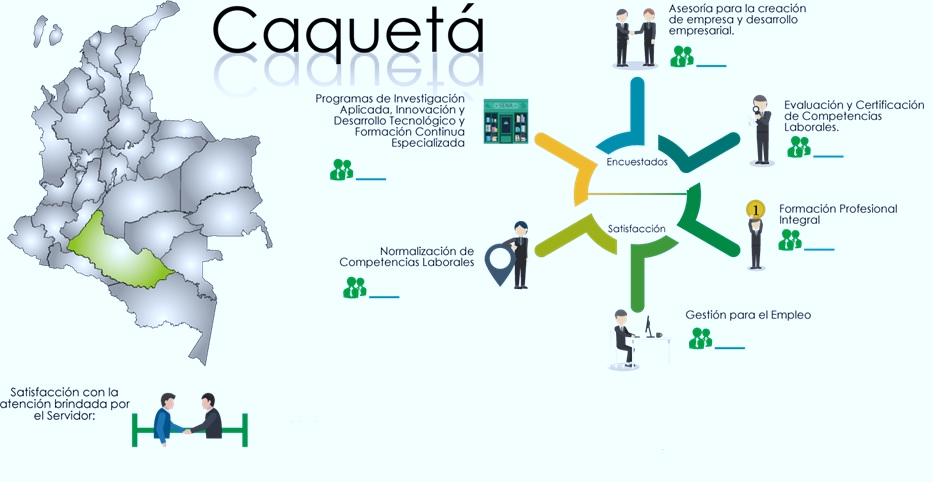 Caquetá
Asesoría para la creación
de empresa y desarrollo
empresarial.
Programas de Investigación
Aplicada, Innovación y
Desarrollo Tecnológico y
Formación Continua
Especializada
Evaluación y Certificación
de Competencias
Laborales.
Encuestados
Formación Profesional
Integral
1
Satisfacción
Normalización de
Competencias Laborales
Gestión para el Empleo
Satisfacción con la
atención brindada por
el Servidor: